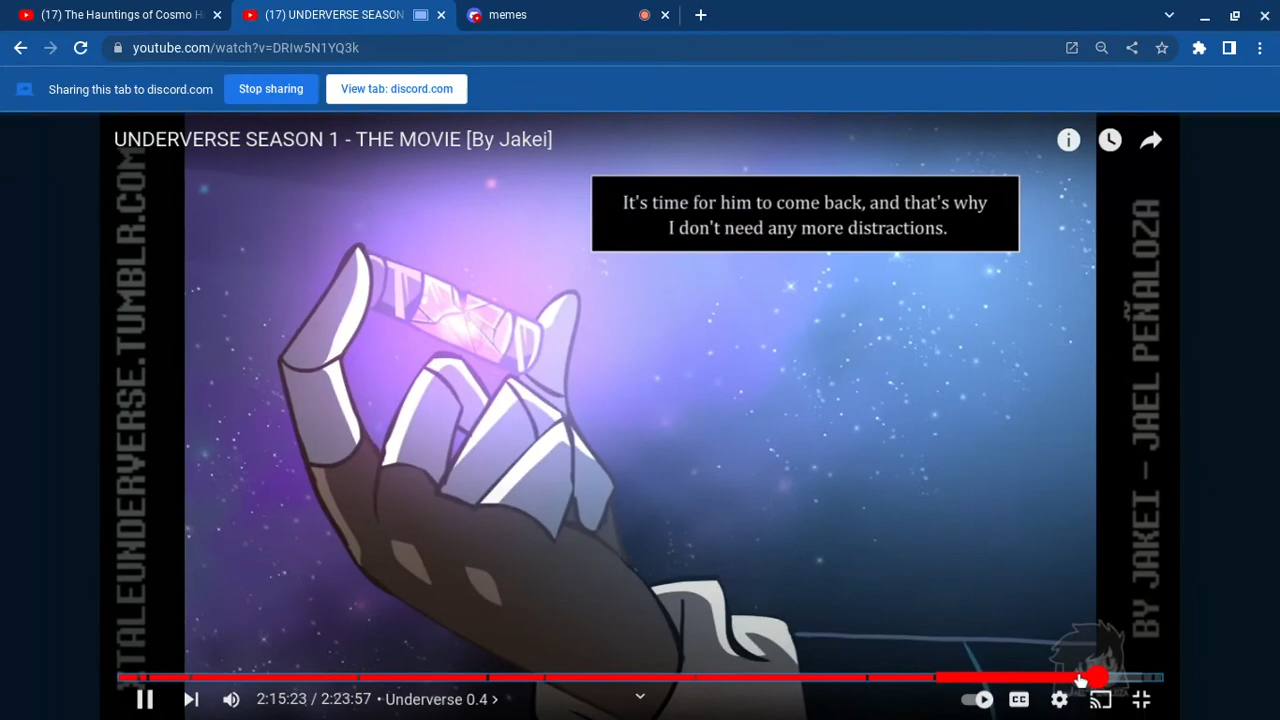 (17) The Hauntings of Cosmo H
(17) UNDERVERSE SEASON
memes
youtube.com/watch?v=DRIw5N1YQ3k
Sharing this tab to discord.com
Stop sharing
View tab: discord.com
UNDERVERSE SEASON 1 - THE MOVIE [By Jakei]
It's time for him to come back, and that's why
I don't need any more distractions.
XTALEUNDERVERSE.TUMBLR.COM
BY JAKEI - JAEL PEÑALOZA
2:15:23 / 2:23:57 • Underverse 0.4 >
CC